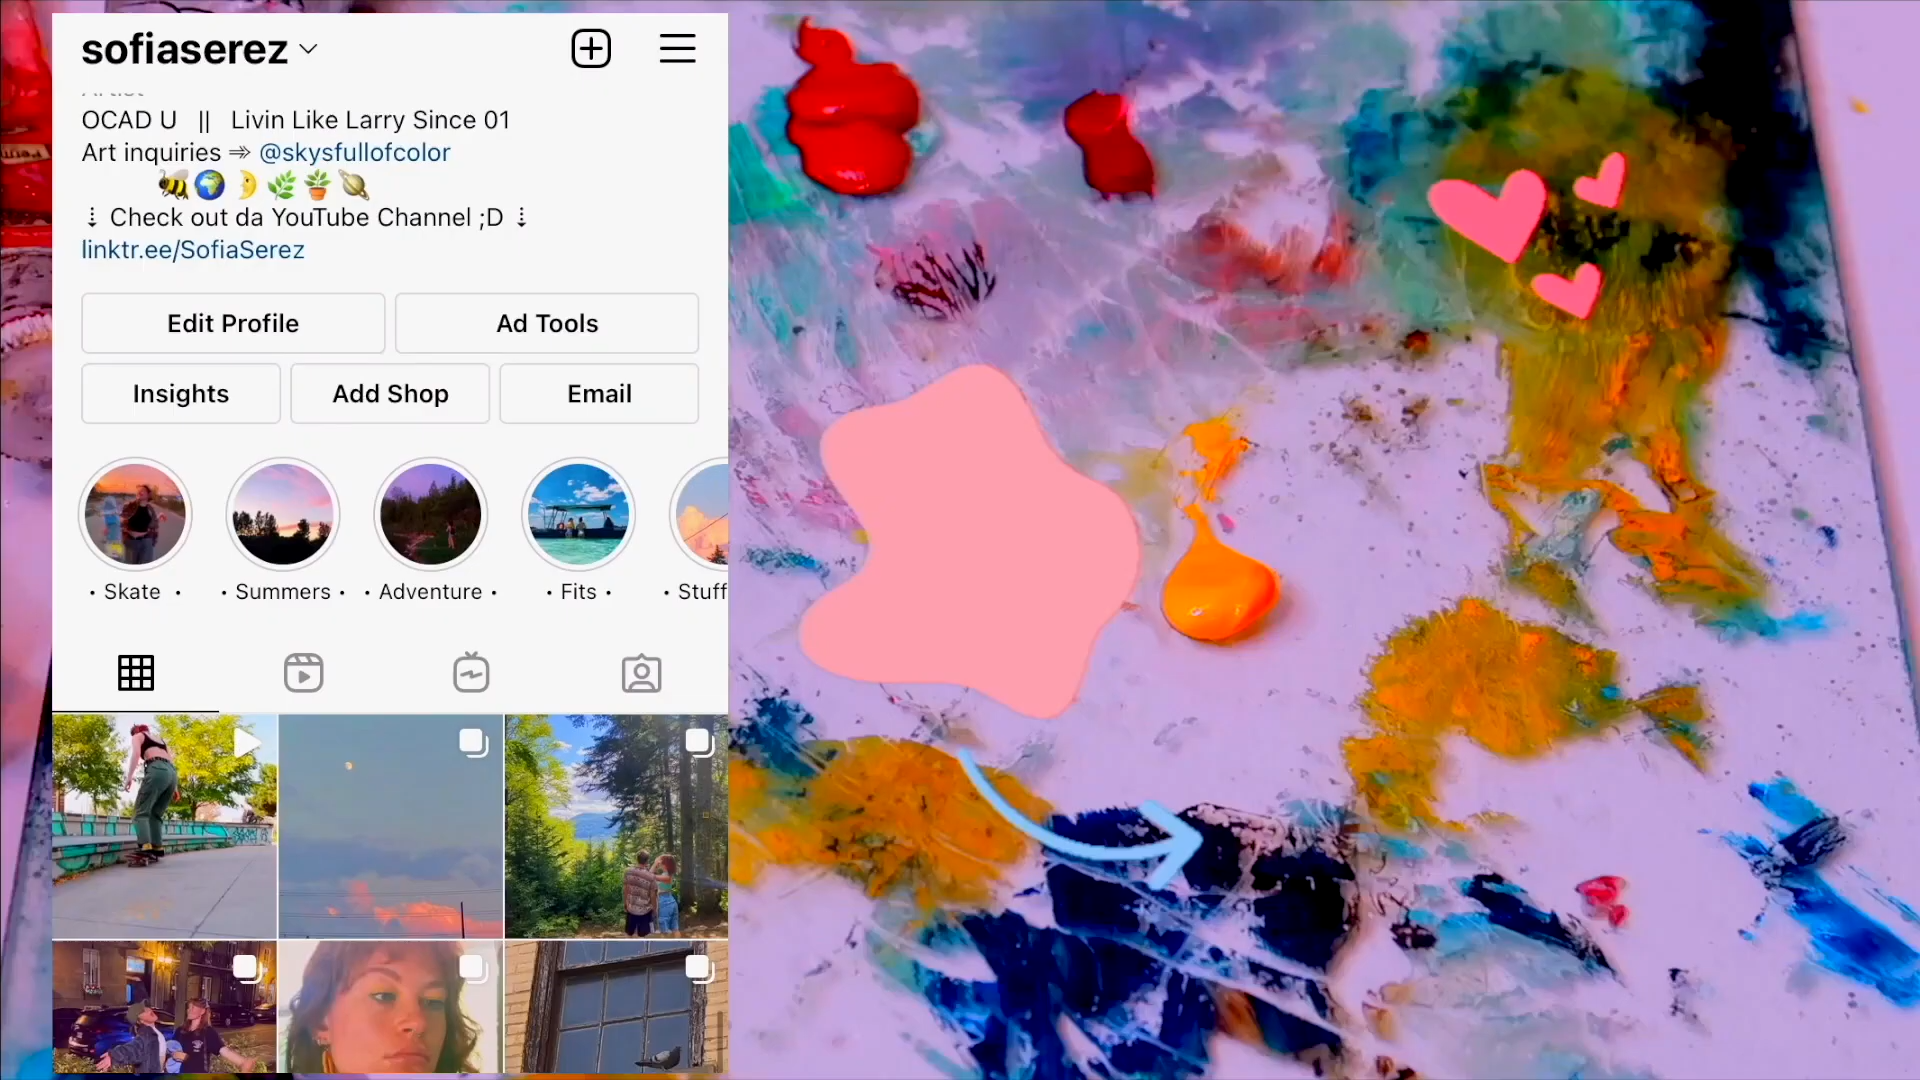 sofiaserez
Artist
OCAD U || Livin Like Larry Since 01
Art inquiries ➾ @skysfullofcolor
🐝🌍🌛🌿🪴🪐
⇣ Check out da YouTube Channel ;D ⇣
linktr.ee/SofiaSerez
Edit Profile
Ad Tools
Insights
Add Shop
Email
• Skate •
• Summers •
• Adventure •
• Fits •
• Stuff